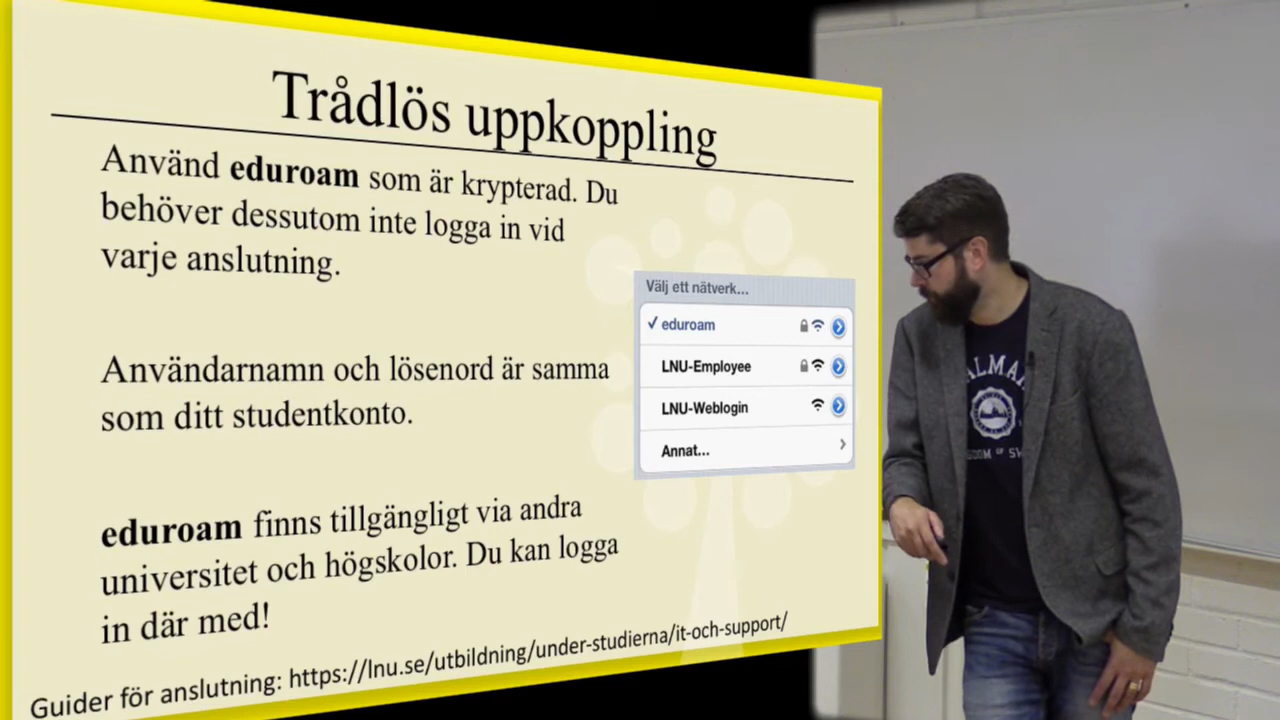 Trådlös uppkoppling
Använd eduroam som är krypterad. Du
behöver dessutom inte logga in vid
varje anslutning.
Användarnamn och lösenord är samma
som ditt studentkonto.
eduroam finns tillgängligt via andra
universitet och högskolor. Du kan logga
in där med!
Guider för anslutning: https://lnu.se/utbildning/under-studierna/it-och-support/
Välj ett nätverk...
✓ eduroam
LNU-Employee
LNU-Weblogin
Annat...